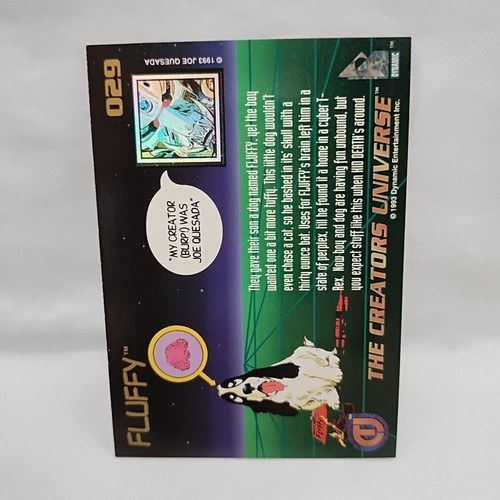 FLUFFY™
029
© 1993 JOE QUESADA
"MY CREATOR
(BURP!) WAS
JOE QUESADA"
They gave their son a dog named FLUFFY, yet the boy
wanted one a bit more tuffy. This little dog wouldn't
even chase a cat, so he bashed in its' skull with a
thirty ounce bat. Uses for FLUFFY's brain left him in a
state of perplex, till he found it a home in a cyber T-
Rex. Now boy and dog are having fun unbound, but
you expect stuff like this when KID DEATH's around.
Fluffy
THE CREATORS UNIVERSE™
© 1993 Dynamic Entertainment Inc.
DYNAMIC™